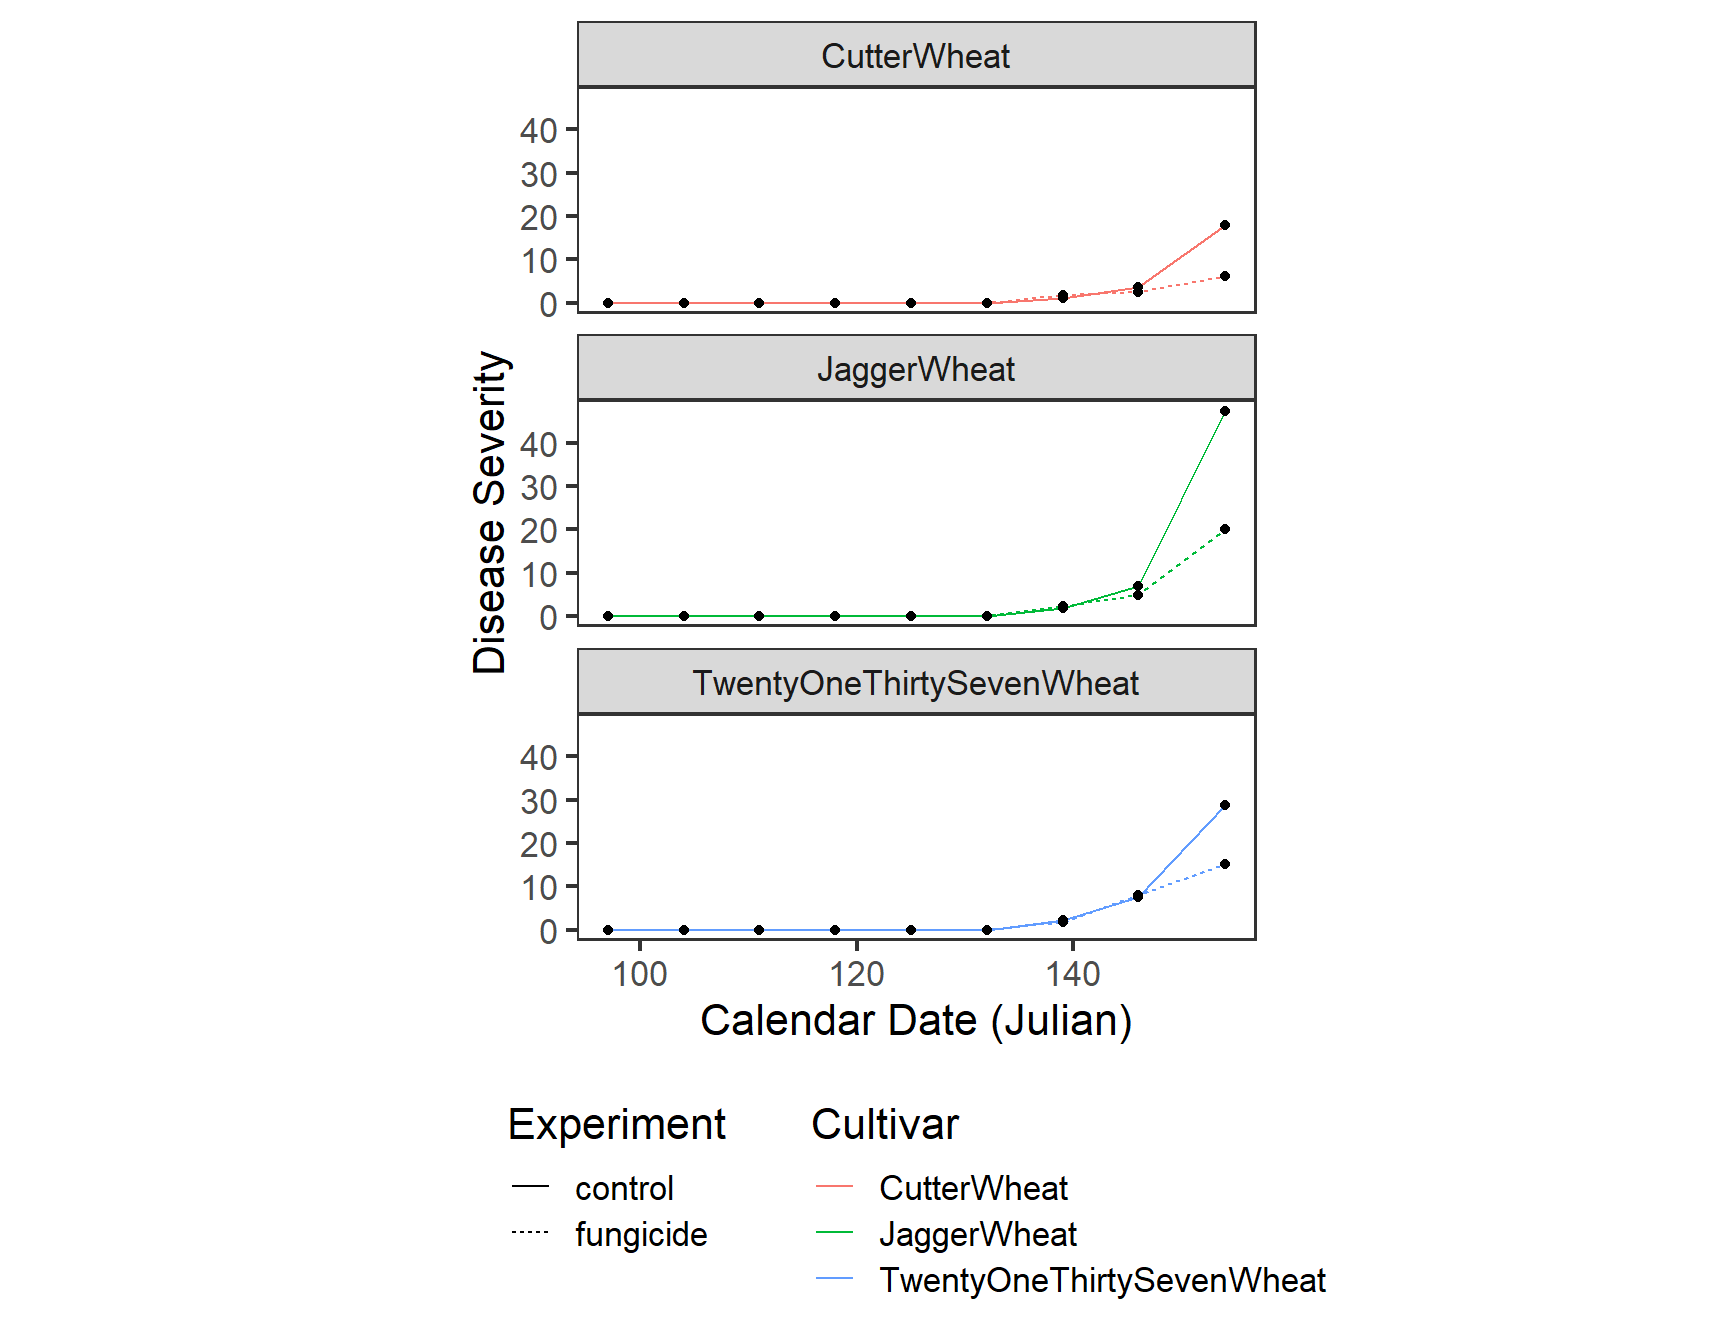 CutterWheat
40
30
20
10
0
JaggerWheat
Disease Severity
40
30
20
10
0
TwentyOneThirtySevenWheat
40
30
20
10
0
100 120 140
Calendar Date (Julian)
Experiment
control
fungicide
Cultivar
CutterWheat
JaggerWheat
TwentyOneThirtySevenWheat